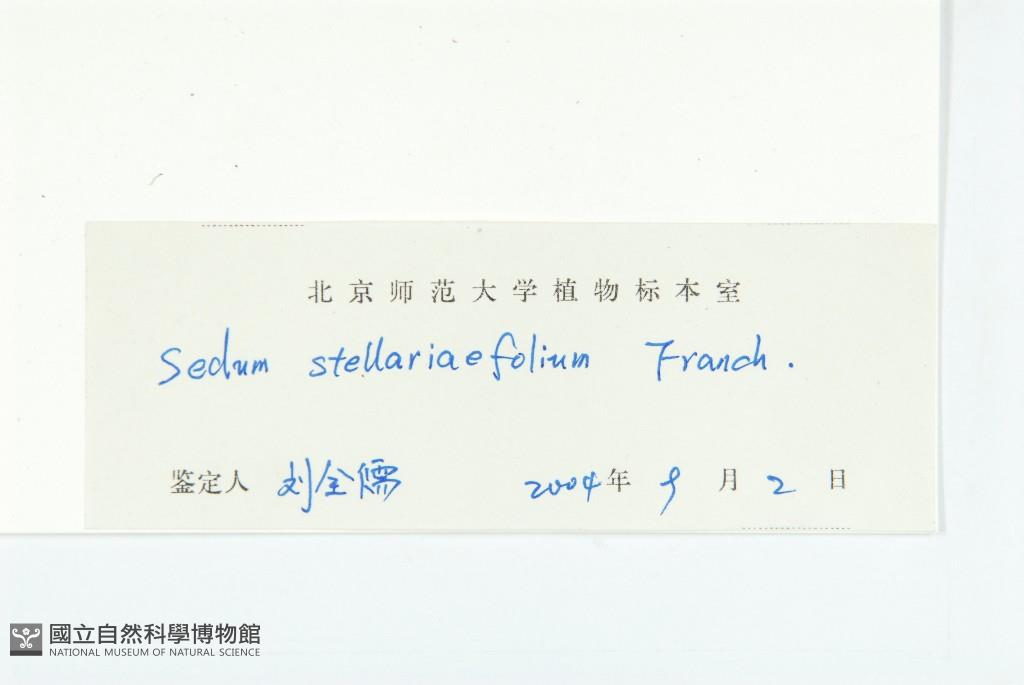 北京师范大学植物标本室
Sedum stellariaefolium Franch.
鉴定人 刘全儒 2004年 9月 2日
國立自然科學博物館
NATIONAL MUSEUM OF NATURAL SCIENCE